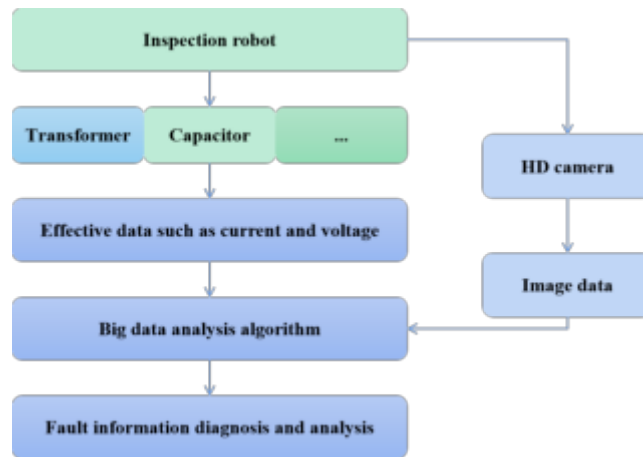 Inspection robot
Transformer
Capacitor
...
HD camera
Effective data such as current and voltage
Image data
Big data analysis algorithm
Fault information diagnosis and analysis